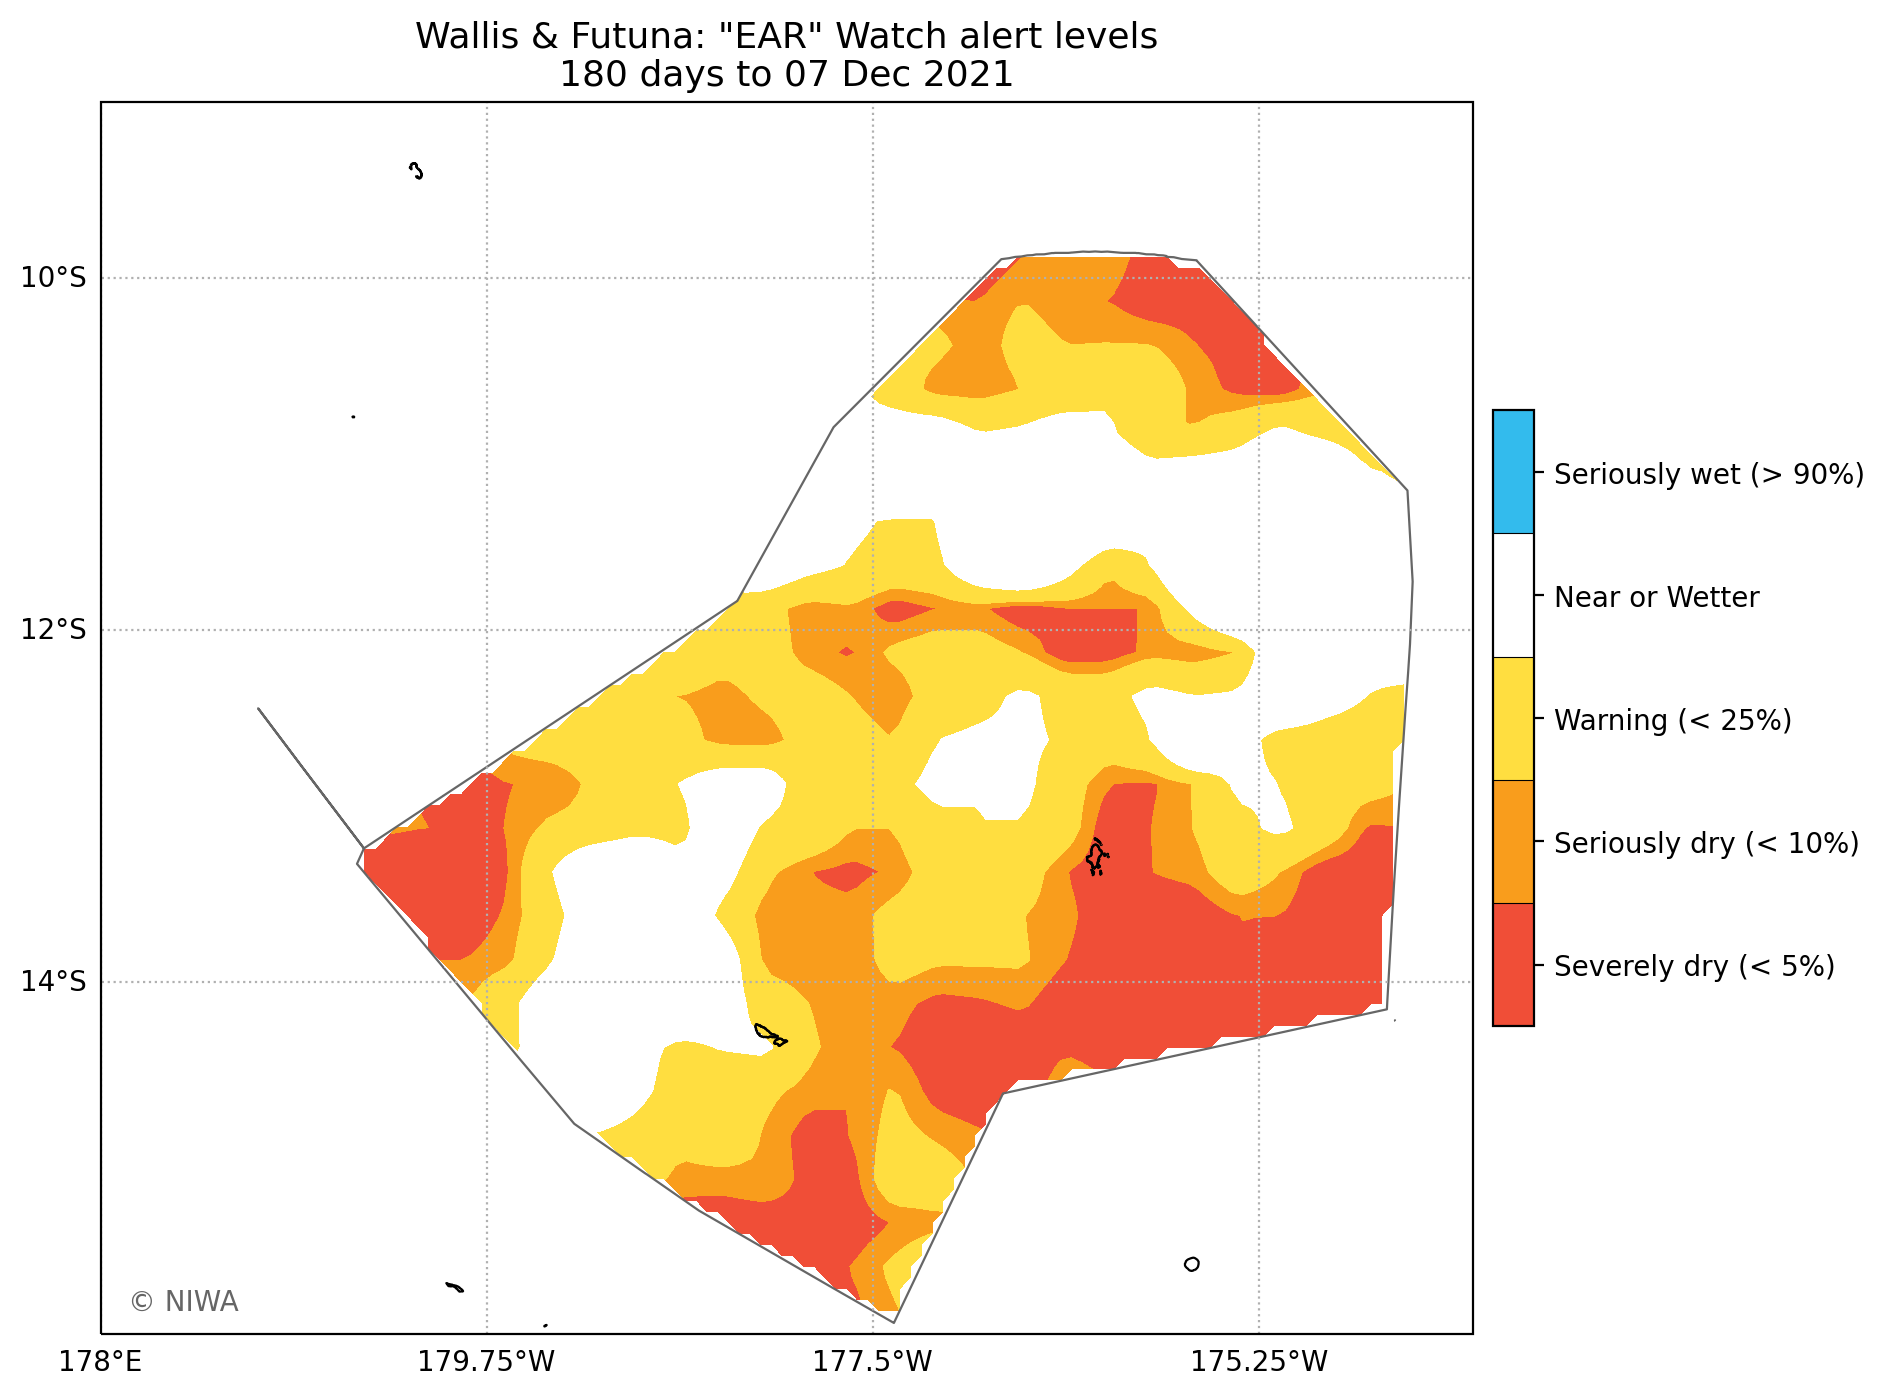 Wallis & Futuna: "EAR" Watch alert levels
180 days to 07 Dec 2021
10°S
12°S
14°S
178°E
179.75°W
177.5°W
175.25°W
Seriously wet (> 90%)
Near or Wetter
Warning (< 25%)
Seriously dry (< 10%)
Severely dry (< 5%)
© NIWA